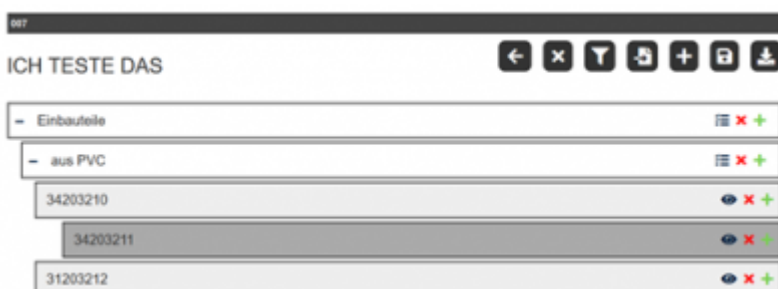 007
ICH TESTE DAS
Einbauteile
aus PVC
34203210
34203211
31203212